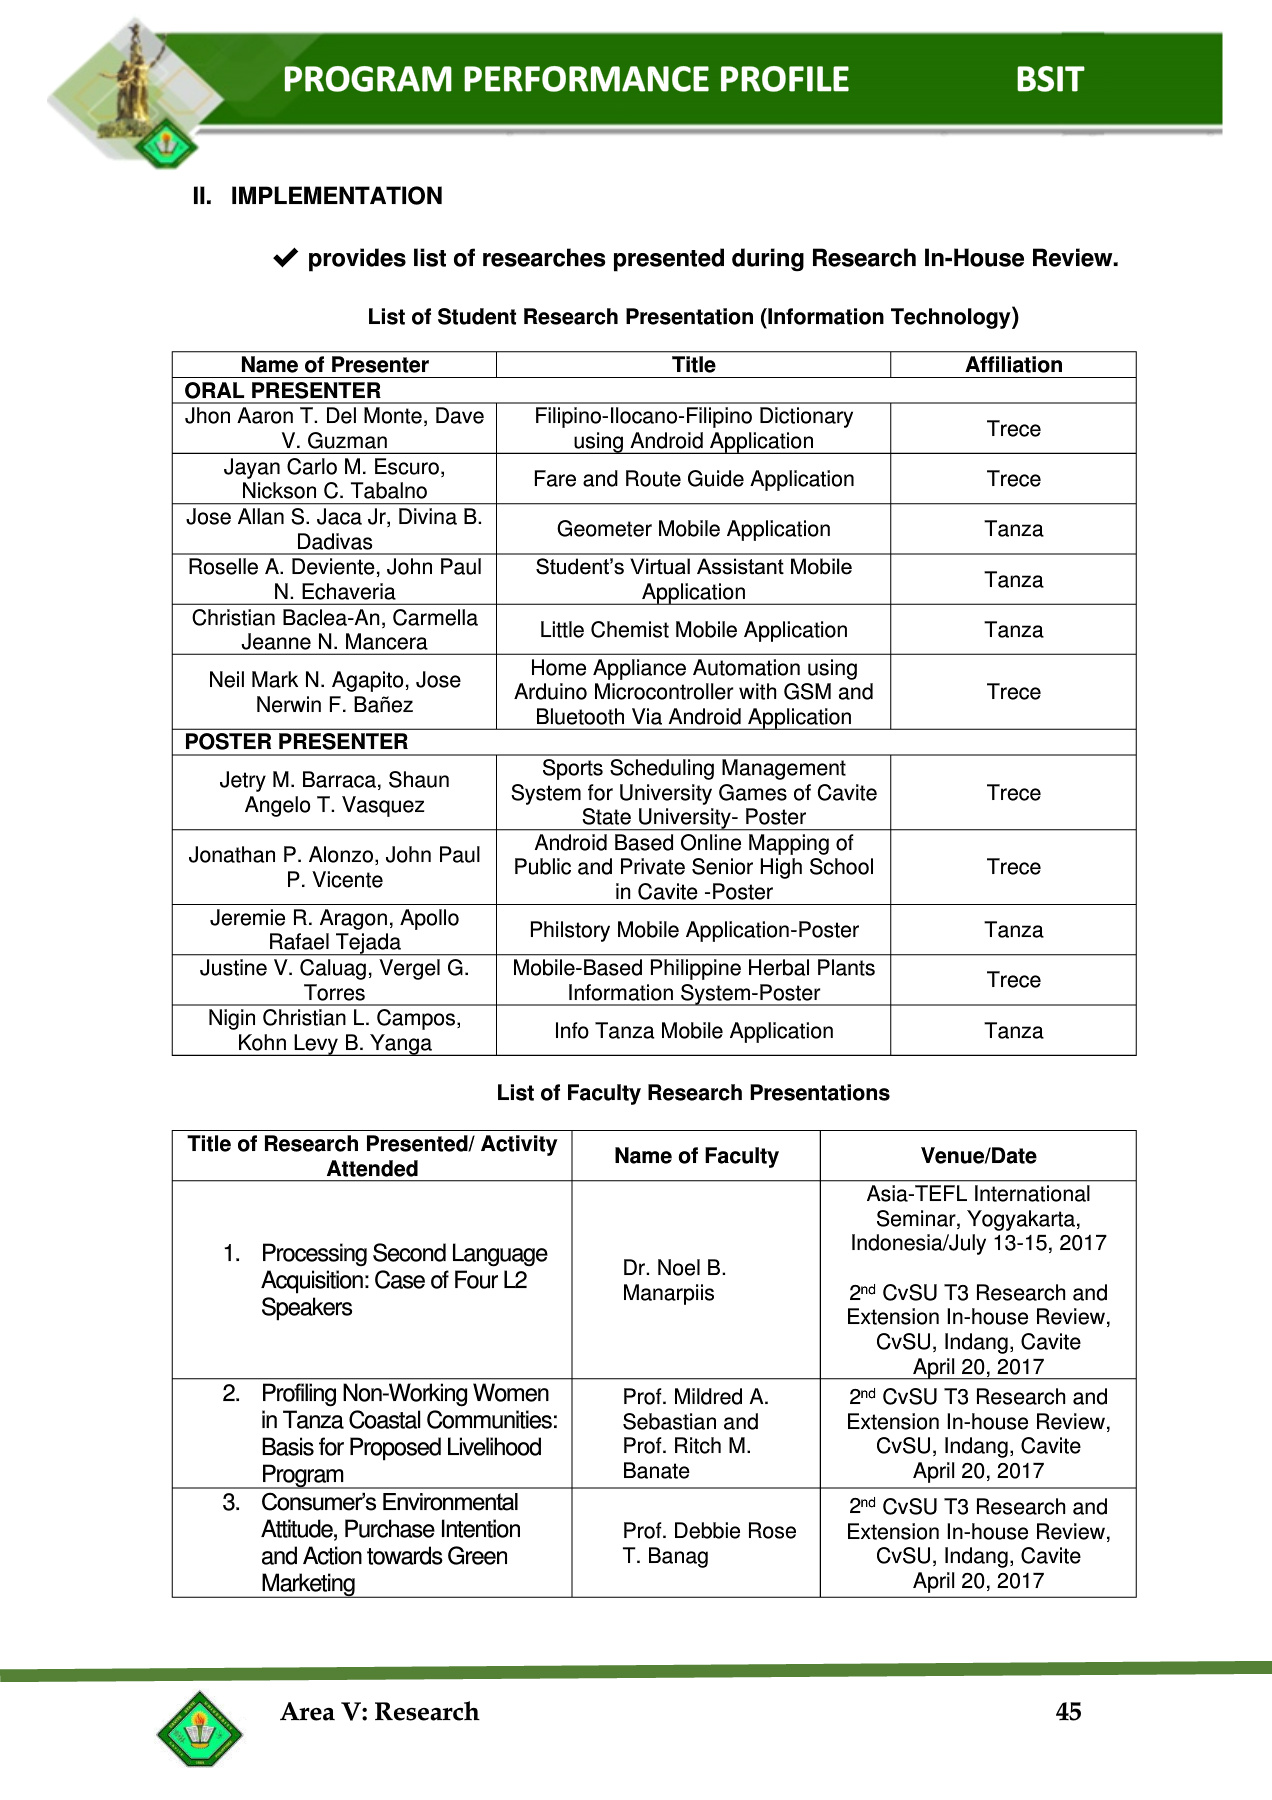 PROGRAM PERFORMANCE PROFILE BSIT
II. IMPLEMENTATION
✔ provides list of researches presented during Research In-House Review.
List of Student Research Presentation (Information Technology)
Name of Presenter Title Affiliation
ORAL PRESENTER
Jhon Aaron T. Del Monte, Dave
V. Guzman
Filipino-Ilocano-Filipino Dictionary
using Android Application
Trece
Jayan Carlo M. Escuro,
Nickson C. Tabalno
Fare and Route Guide Application
Trece
Jose Allan S. Jaca Jr, Divina B.
Dadivas
Geometer Mobile Application
Tanza
Roselle A. Deviente, John Paul
N. Echaveria
Student’s Virtual Assistant Mobile
Application
Tanza
Christian Baclea-An, Carmella
Jeanne N. Mancera
Little Chemist Mobile Application
Tanza
Neil Mark N. Agapito, Jose
Nerwin F. Bañez
Home Appliance Automation using
Arduino Microcontroller with GSM and
Bluetooth Via Android Application
Trece
POSTER PRESENTER
Jetry M. Barraca, Shaun
Angelo T. Vasquez
Sports Scheduling Management
System for University Games of Cavite
State University- Poster
Trece
Jonathan P. Alonzo, John Paul
P. Vicente
Android Based Online Mapping of
Public and Private Senior High School
in Cavite -Poster
Trece
Jeremie R. Aragon, Apollo
Rafael Tejada
Philstory Mobile Application-Poster
Tanza
Justine V. Caluag, Vergel G.
Torres
Mobile-Based Philippine Herbal Plants
Information System-Poster
Trece
Nigin Christian L. Campos,
Kohn Levy B. Yanga
Info Tanza Mobile Application
Tanza
List of Faculty Research Presentations
Title of Research Presented/ Activity
Attended
Name of Faculty
Venue/Date
1. Processing Second Language
Acquisition: Case of Four L2
Speakers
Dr. Noel B.
Manarpiis
Asia-TEFL International
Seminar, Yogyakarta,
Indonesia/July 13-15, 2017
2nd CvSU T3 Research and
Extension In-house Review,
CvSU, Indang, Cavite
April 20, 2017
2. Profiling Non-Working Women
in Tanza Coastal Communities:
Basis for Proposed Livelihood
Program
Prof. Mildred A.
Sebastian and
Prof. Ritch M.
Banate
2nd CvSU T3 Research and
Extension In-house Review,
CvSU, Indang, Cavite
April 20, 2017
3. Consumer’s Environmental
Attitude, Purchase Intention
and Action towards Green
Marketing
Prof. Debbie Rose
T. Banag
2nd CvSU T3 Research and
Extension In-house Review,
CvSU, Indang, Cavite
April 20, 2017
Area V: Research 45